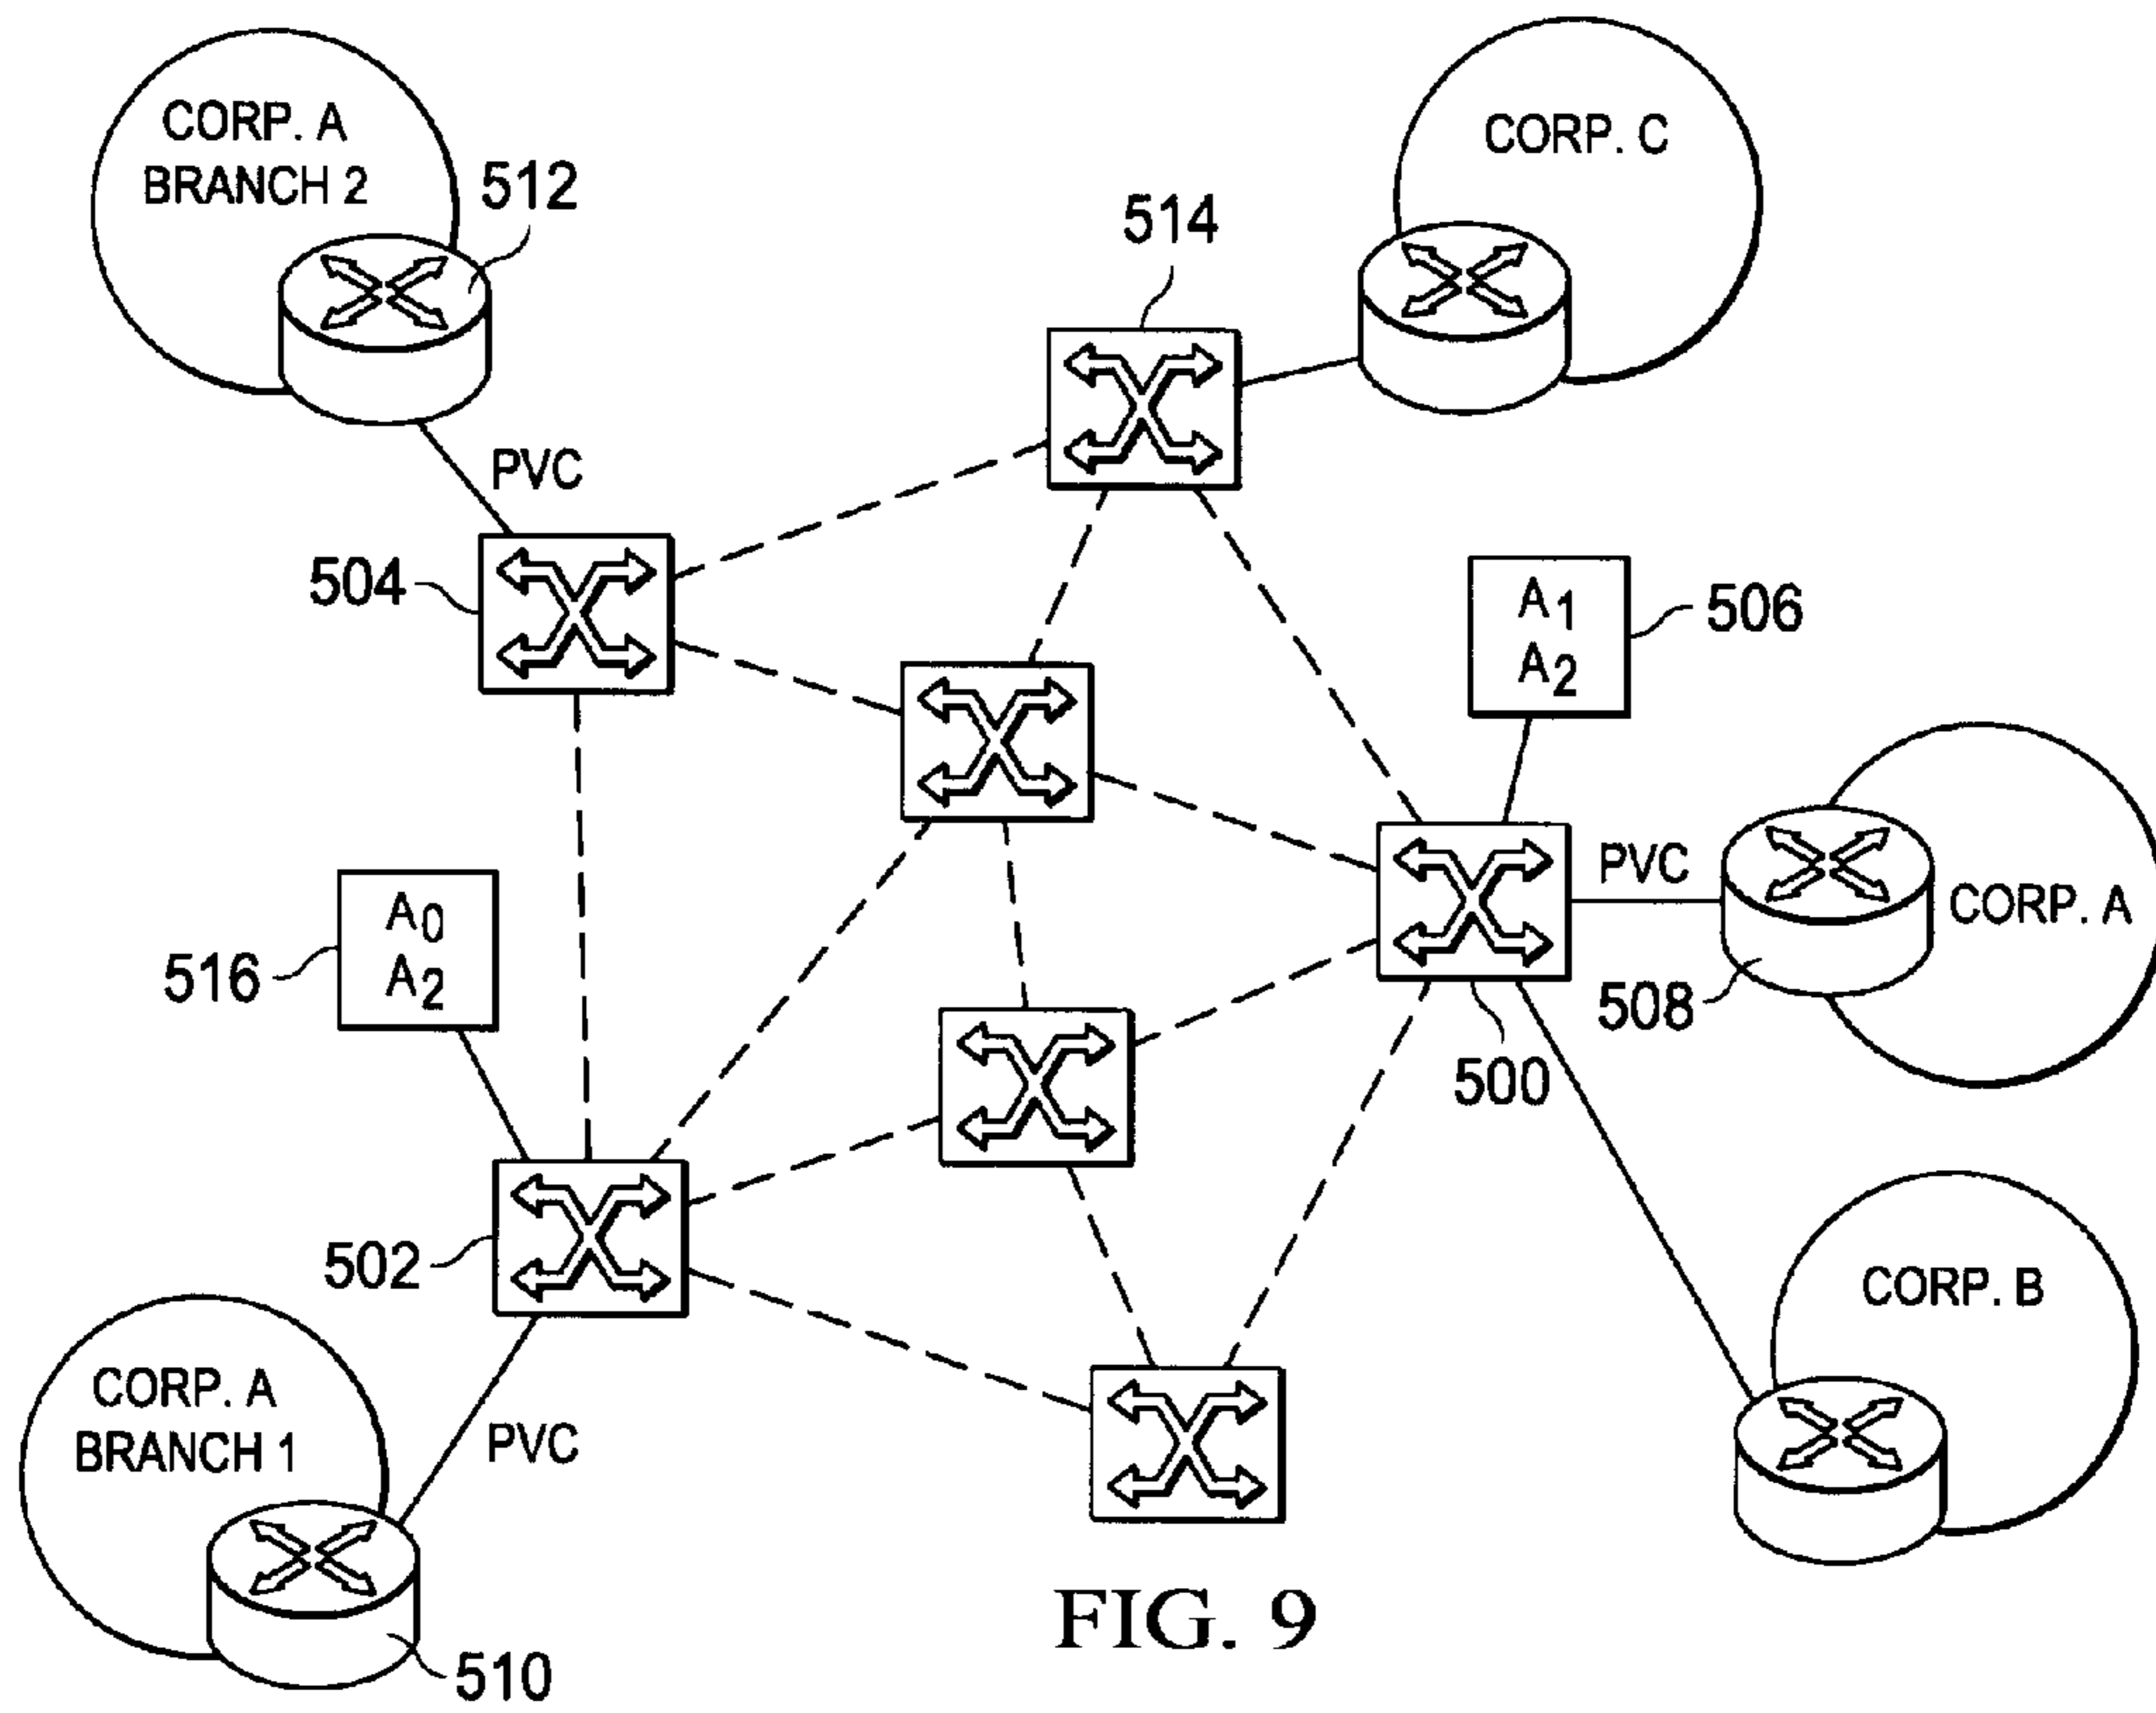 CORP. A
BRANCH 2
512
CORP. C
514
PVC
504
A1
A2
506
PVC
CORP. A
508
A0
A2
516
500
502
CORP. B
CORP. A
BRANCH 1
PVC
510
FIG. 9